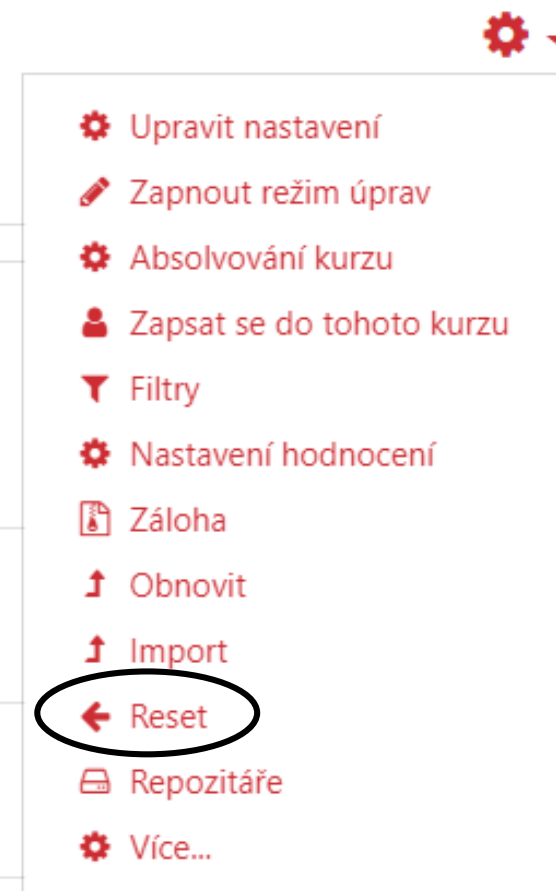 Upravit nastavení
Zapnout režim úprav
Absolvování kurzu
Zapsat se do tohoto kurzu
Filtry
Nastavení hodnocení
Záloha
Obnovit
Import
Reset
Repozitáře
Více...